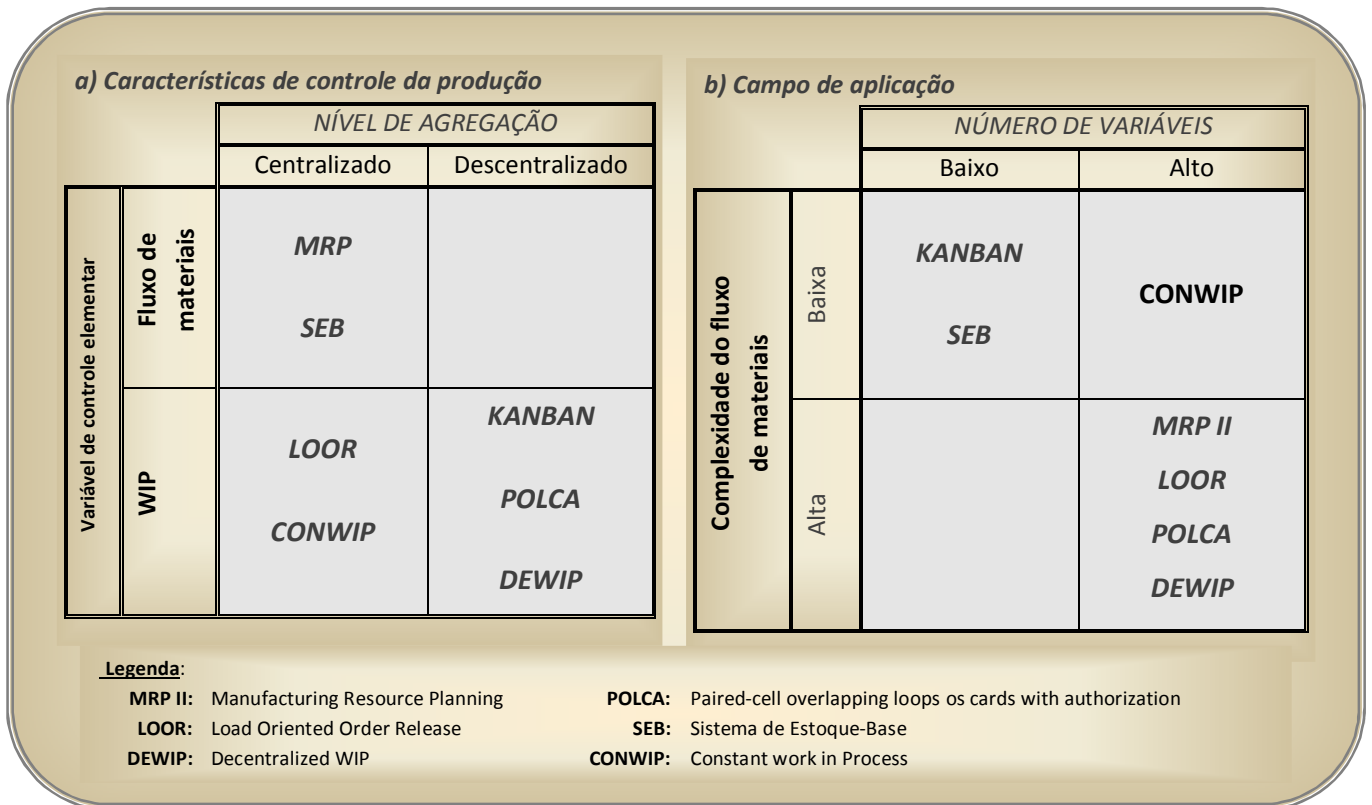 a) Características de controle da produção
NÍVEL DE AGREGAÇÃO
Centralizado Descentralizado
Variável de controle elementar
Fluxo de
materiais
MRP
SEB
WIP
LOOR
CONWIP
KANBAN
POLCA
DEWIP
b) Campo de aplicação
NÚMERO DE VARIÁVEIS
Baixo Alto
Complexidade do fluxo
de materiais
Baixa
KANBAN
SEB
CONWIP
Alta
MRP II
LOOR
POLCA
DEWIP
Legenda:
MRP II: Manufacturing Resource Planning
LOOR: Load Oriented Order Release
DEWIP: Decentralized WIP
POLCA: Paired-cell overlapping loops os cards with authorization
SEB: Sistema de Estoque-Base
CONWIP: Constant work in Process